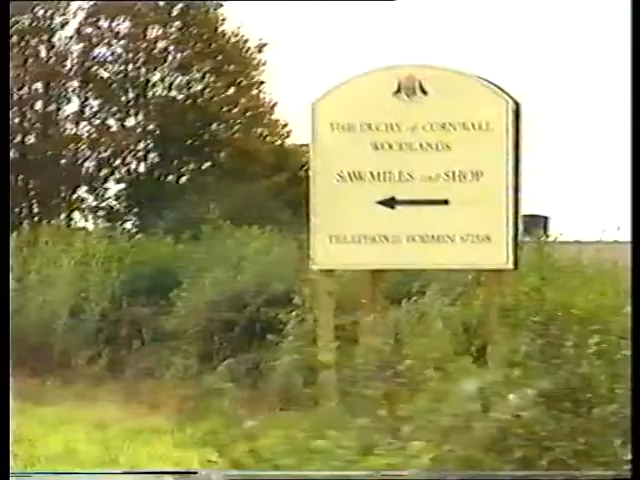 THE DUCHY of CORNWALL
WOODLANDS
SAWMILLS and SHOP
TELEPHONE BODMIN